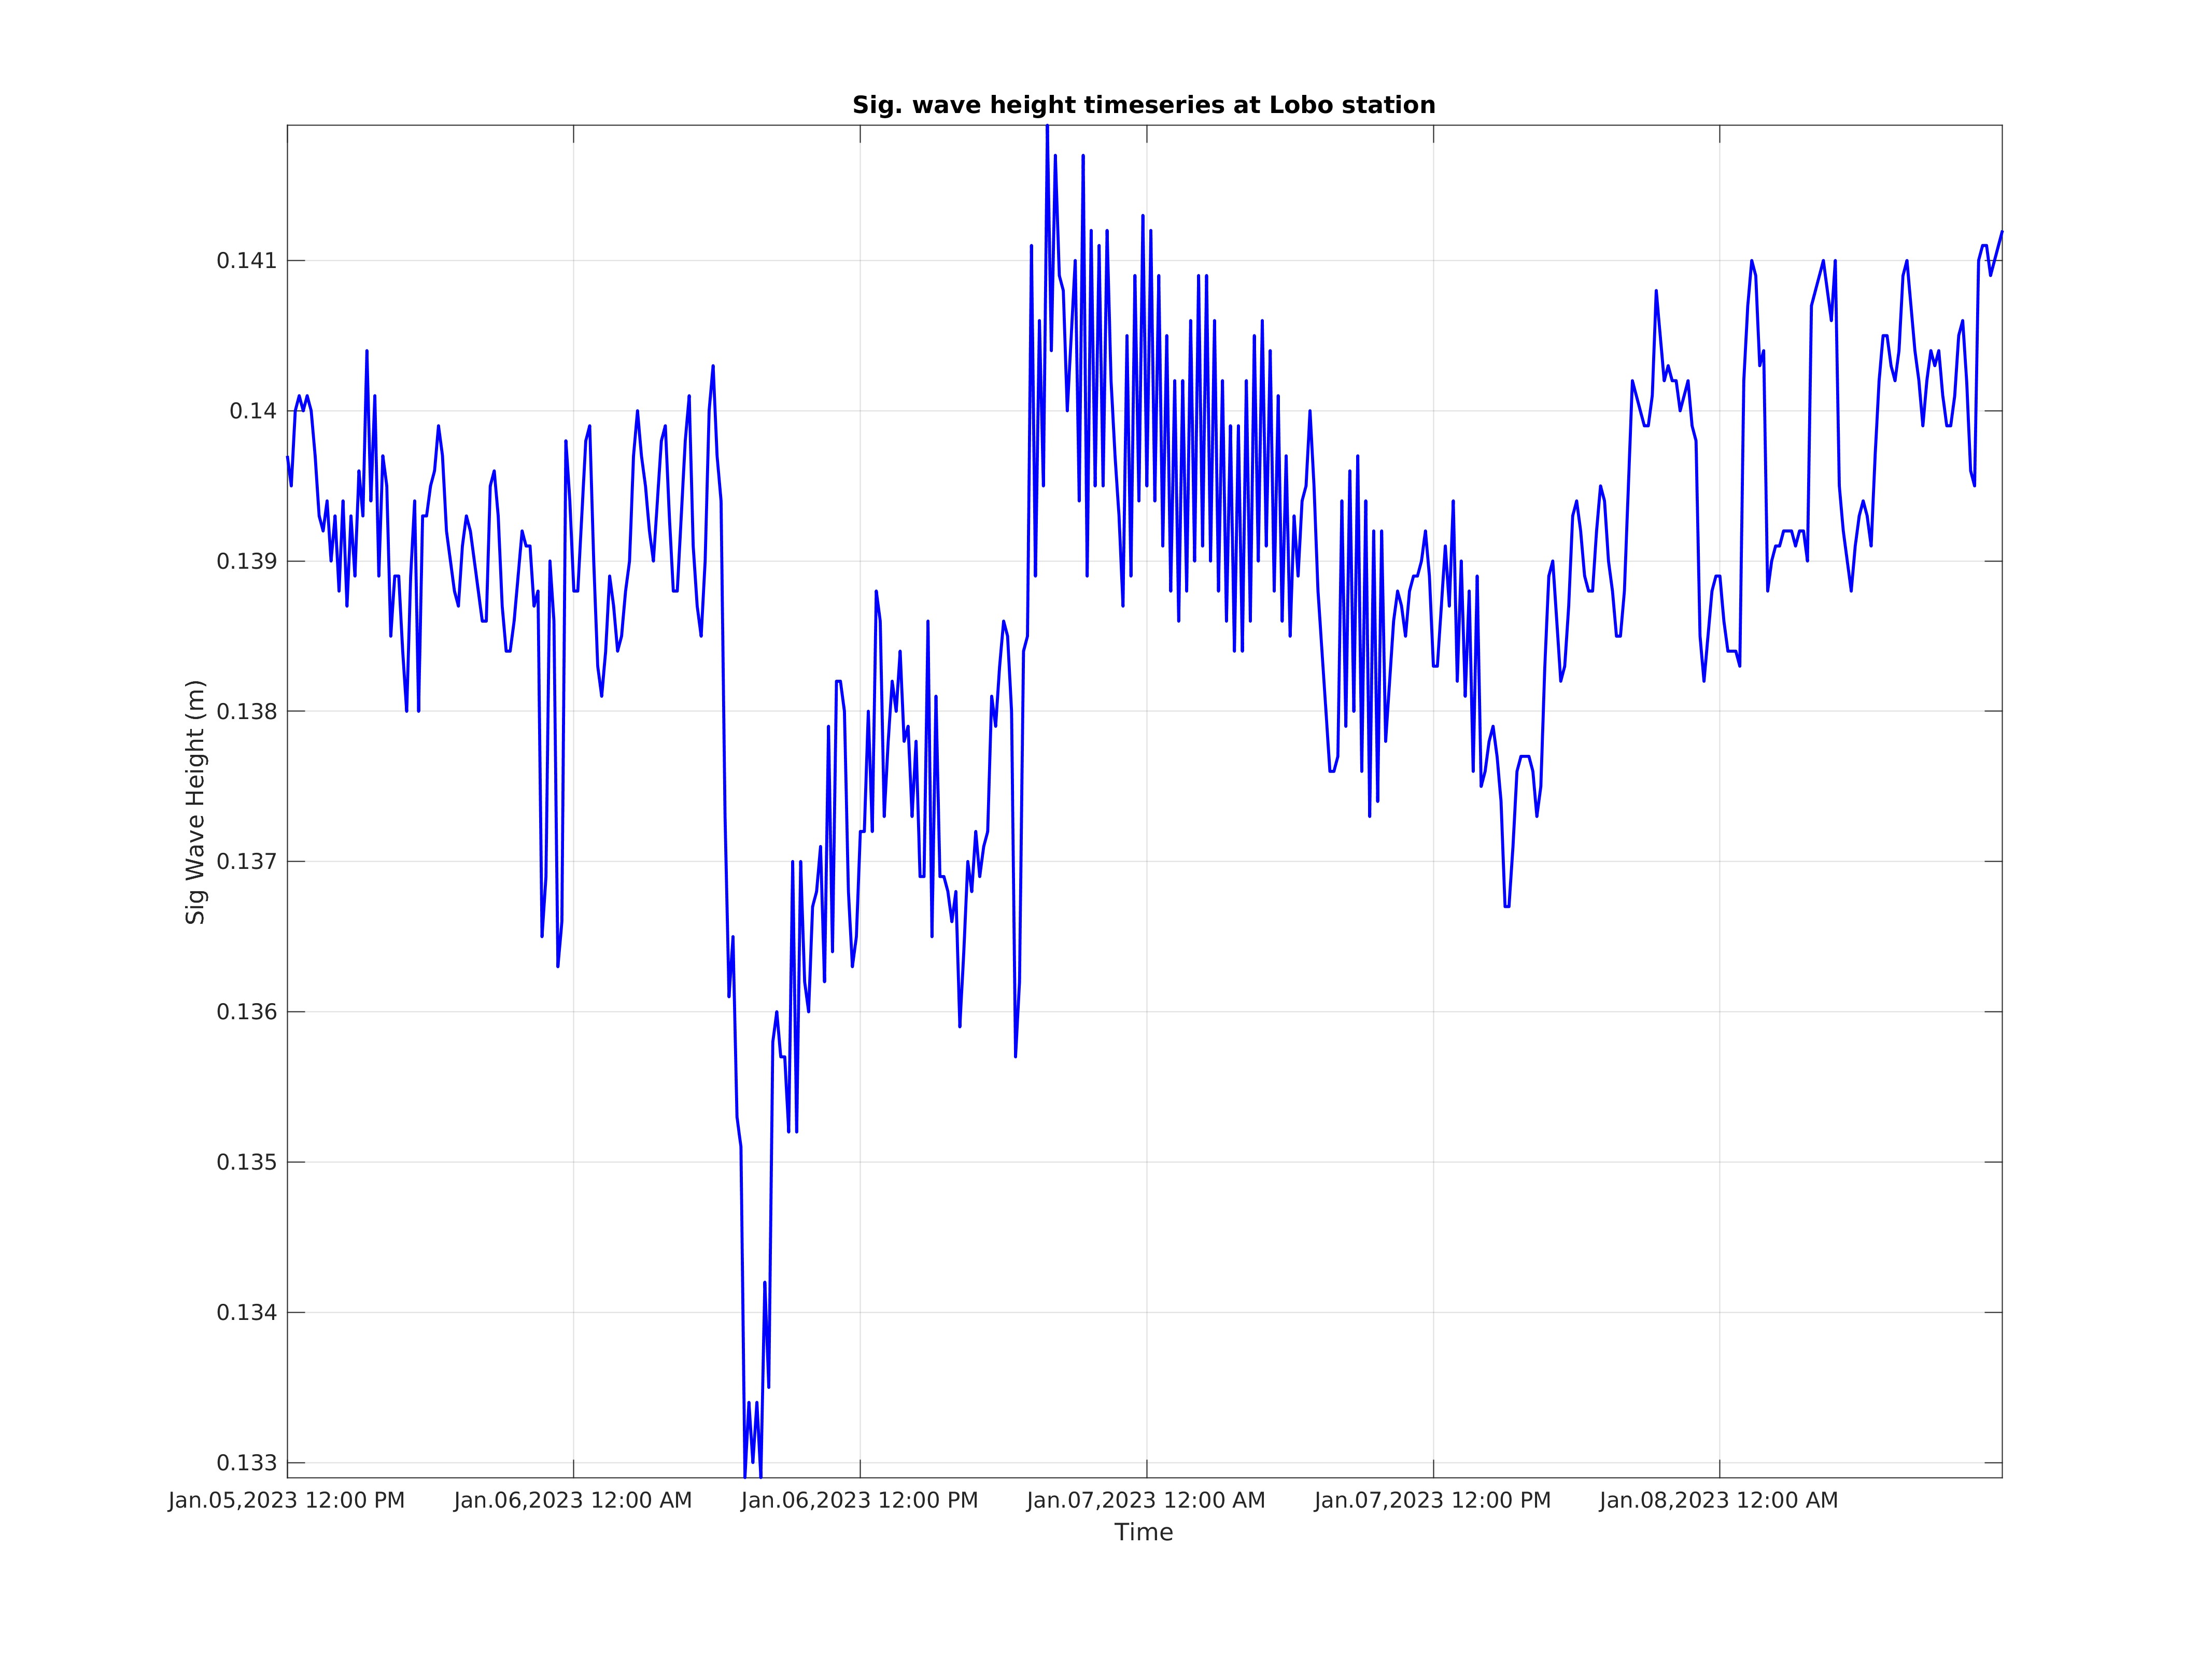 Sig. wave height timeseries at Lobo station
0.141
0.14
0.139
0.138
0.137
0.136
0.135
0.134
0.133
Sig Wave Height (m)
Jan.05,2023 12:00 PM Jan.06,2023 12:00 AM Jan.06,2023 12:00 PM Jan.07,2023 12:00 AM Jan.07,2023 12:00 PM Jan.08,2023 12:00 AM
Time